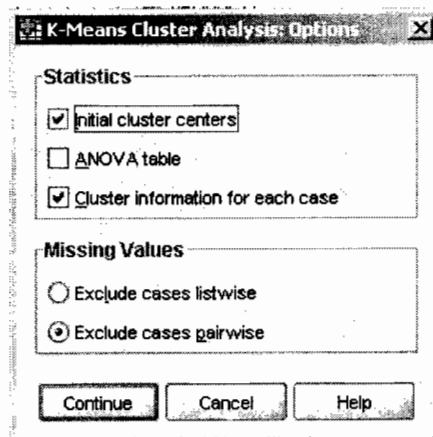 K-Means Cluster Analysis: Options
Statistics
Initial cluster centers
ANOVA table
Cluster information for each case
Missing Values
Exclude cases listwise
Exclude cases pairwise
Continue
Cancel
Help